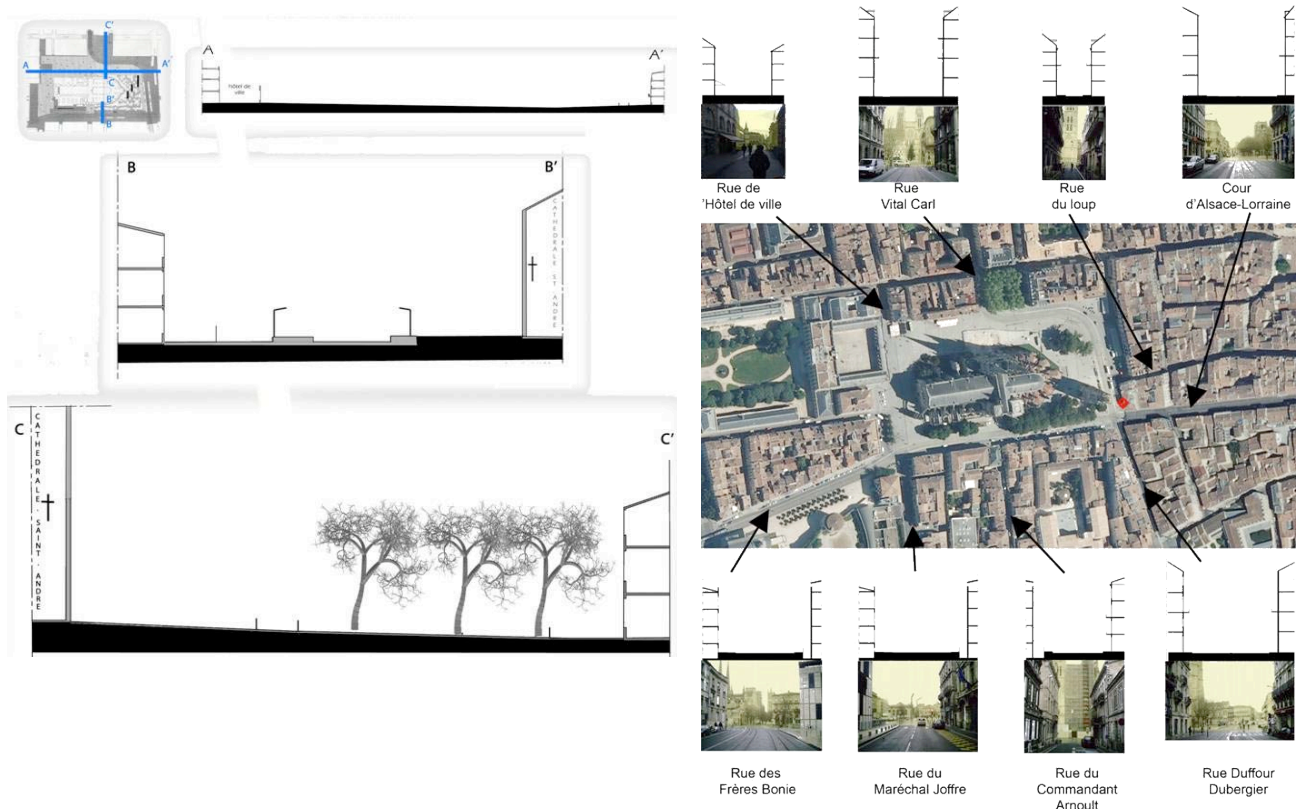 C'
A
A'
C
B'
B
A
A'
hôtel de
ville
B
B'
CATHEDRALE ST ANDRE
C
C'
CATHEDRALE - SAINT - ANDRE
Rue de
'Hôtel de ville
Rue
Vital Carl
Rue
du loup
Cour
d'Alsace-Lorraine
Rue des
Frères Bonie
Rue du
Maréchal Joffre
Rue du
Commandant
Arnoult
Rue Duffour
Dubergier